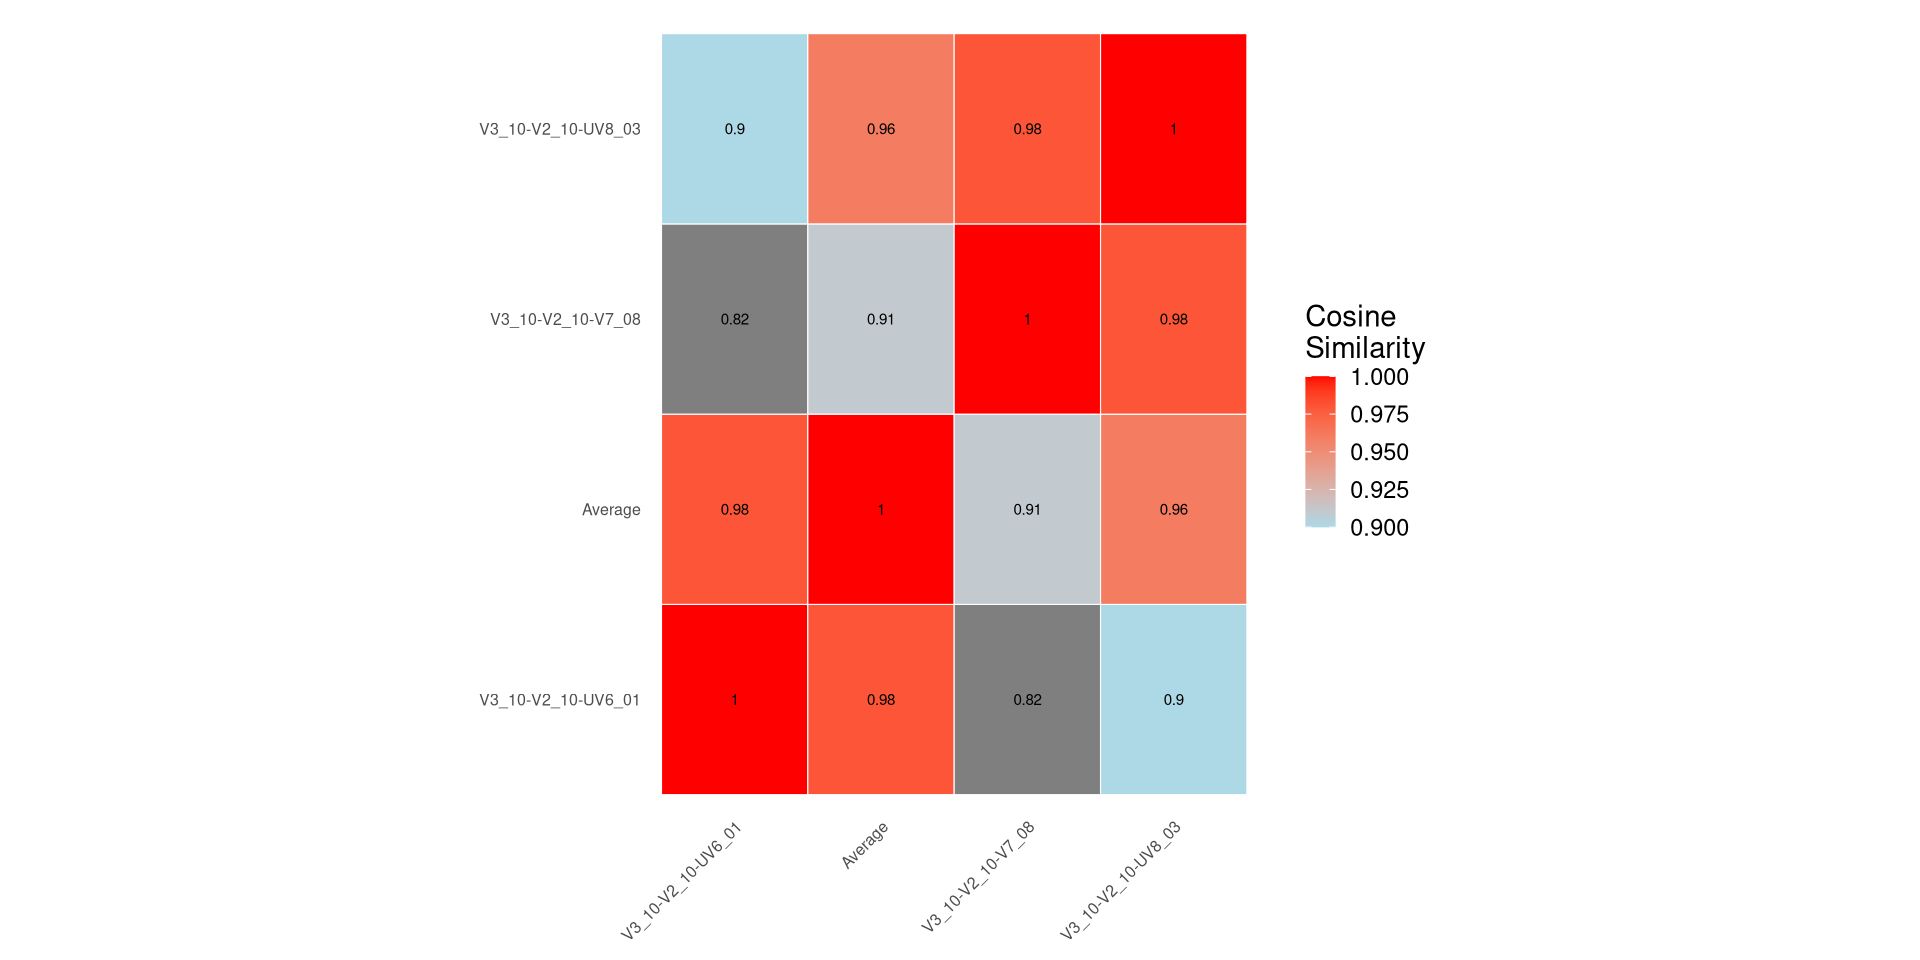 V3_10-V2_10-UV8_03
0.9
0.96
0.98
1
V3_10-V2_10-V7_08
0.82
0.91
1
0.98
Average
0.98
1
0.91
0.96
V3_10-V2_10-UV6_01
1
0.98
0.82
0.9
V3_10-V2_10-UV6_01
Average
V3_10-V2_10-V7_08
V3_10-V2_10-UV8_03
Cosine
Similarity
1.000
0.975
0.950
0.925
0.900